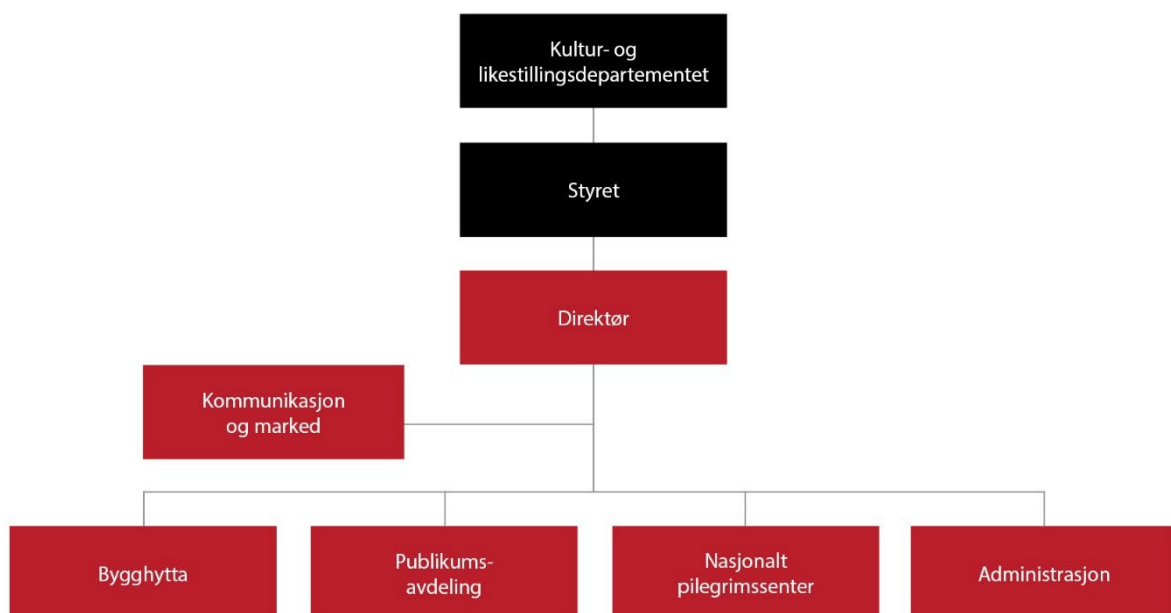 Kultur- og
likestillingsdepartementet
Styret
Direktør
Kommunikasjon
og marked
Bygghytta
Publikums-
avdeling
Nasjonalt
pilegrimssenter
Administrasjon